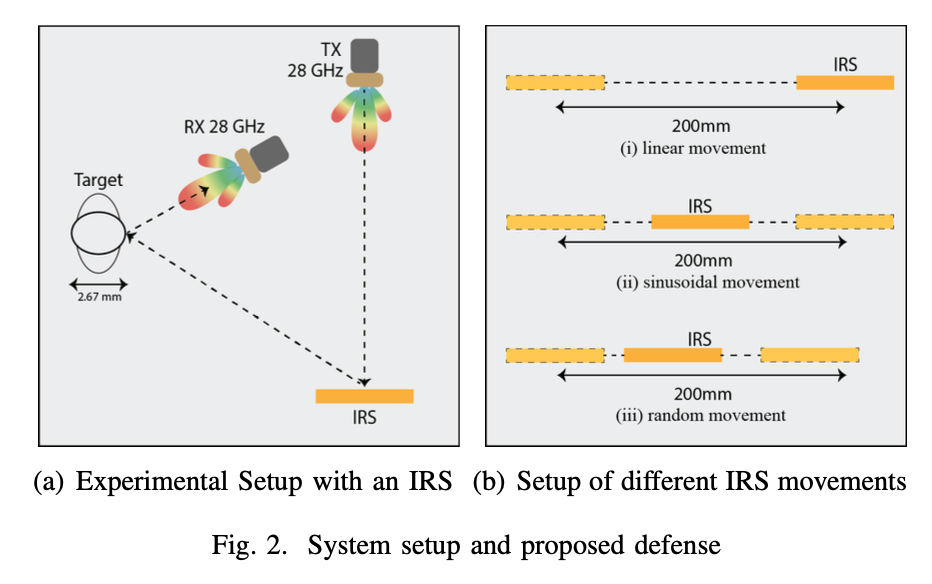 TX
28 GHz
RX 28 GHz
Target
2.67 mm
IRS
IRS
200mm
(i) linear movement
IRS
200mm
(ii) sinusoidal movement
IRS
200mm
(iii) random movement
(a) Experimental Setup with an IRS
(b) Setup of different IRS movements
Fig. 2. System setup and proposed defense